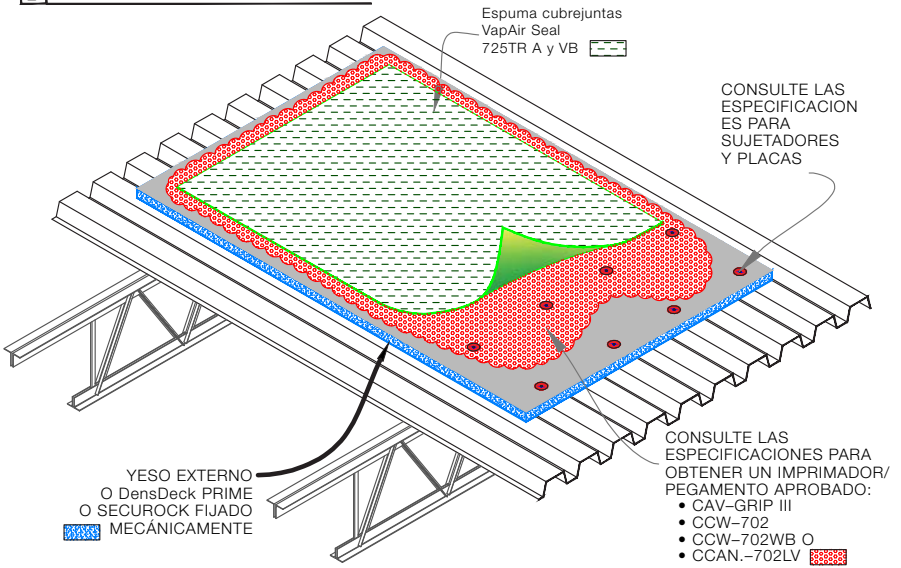 Espuma cubrejuntas
VapAir Seal
725TR A y VB
CONSULTE LAS
ESPECIFICACION
ES PARA
SUJETADORES
Y PLACAS
YESO EXTERNO
O DensDeck PRIME
O SECUROCK FIJADO
MECÁNICAMENTE
CONSULTE LAS
ESPECIFICACIONES PARA
OBTENER UN IMPRIMADOR/
PEGAMENTO APROBADO:
• CAV–GRIP III
• CCW–702
• CCW–702WB O
• CCAN.–702LV